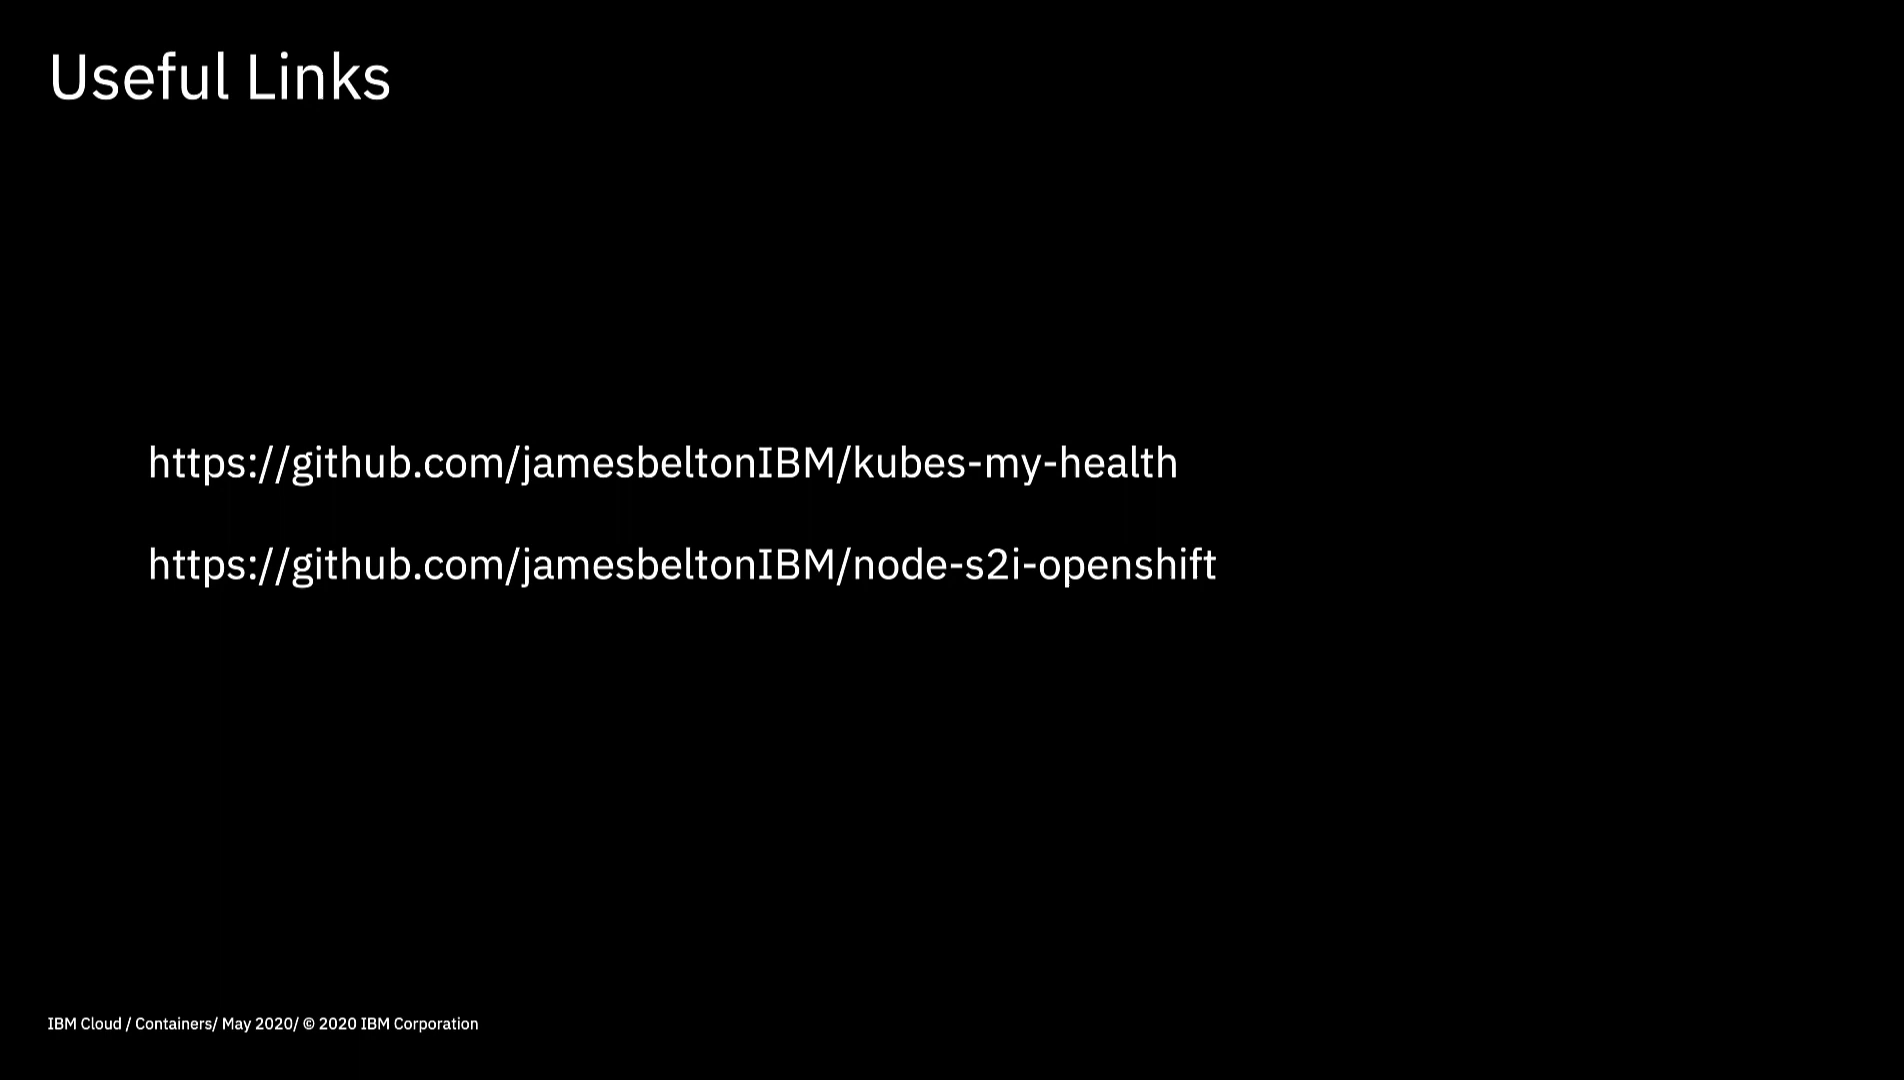 Useful Links
https://github.com/jamesbeltonIBM/kubes-my-health
https://github.com/jamesbeltonIBM/node-s2i-openshift
IBM Cloud / Containers/ May 2020/ © 2020 IBM Corporation